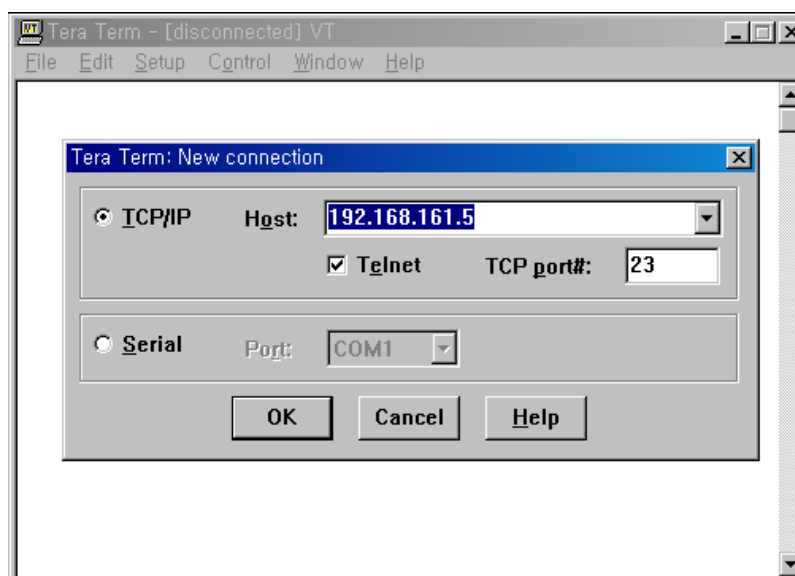 VT
Tera Term - [disconnected] VT
File Edit Setup Control Window Help
Tera Term: New connection
TCP/IP Host: 192.168.161.5
Telnet TCP port#: 23
Serial Port: COM1
OK Cancel Help